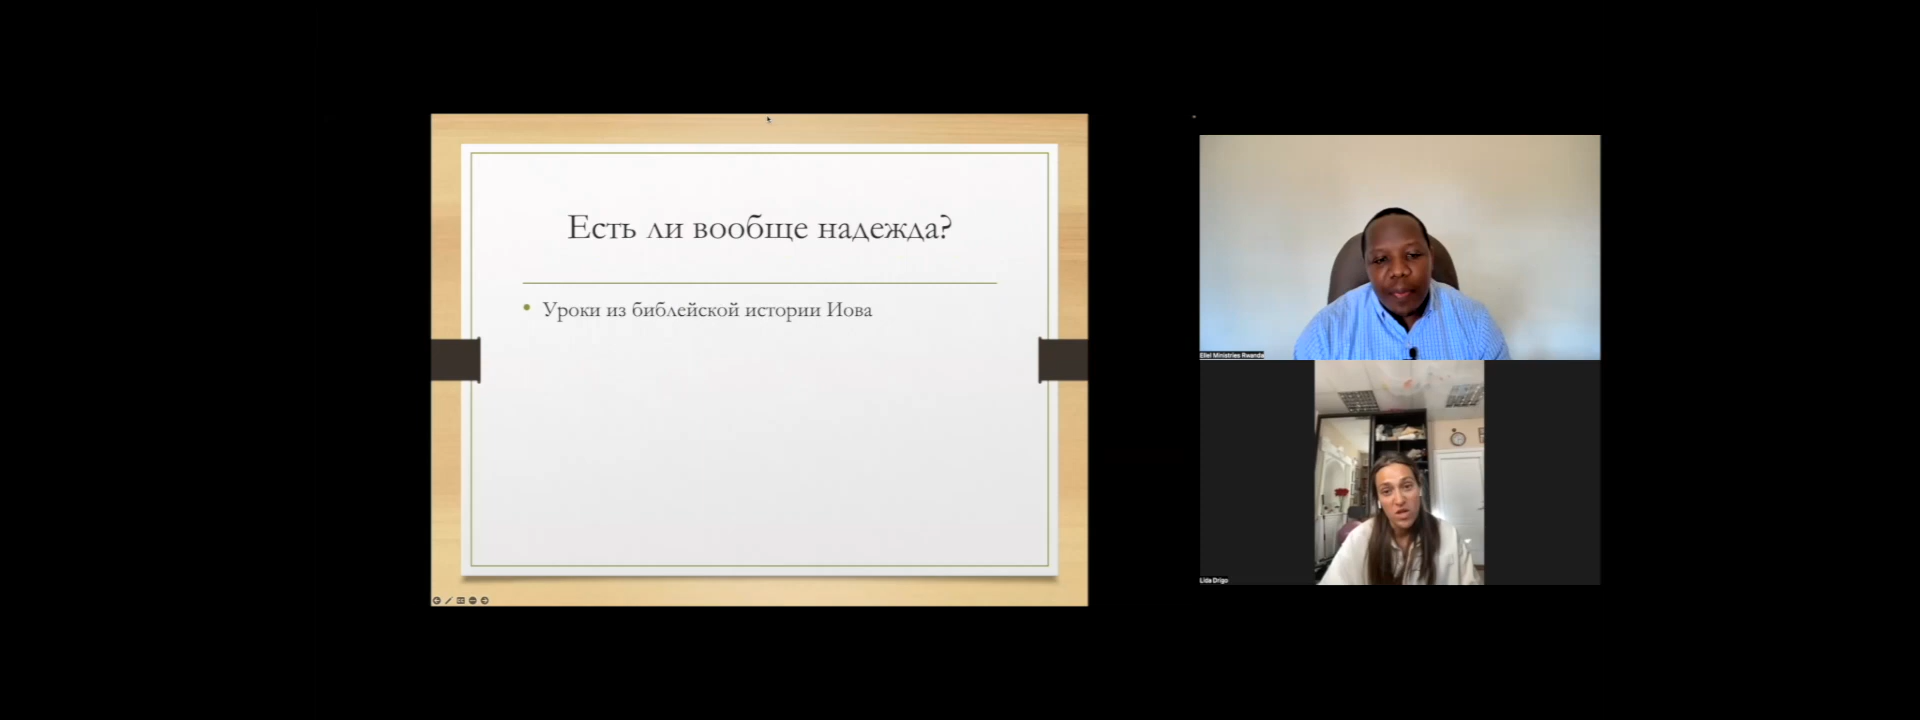 Есть ли вообще надежда?
• Уроки из библейской истории Иова
Ellel Ministries Rwanda
Lida Drigo